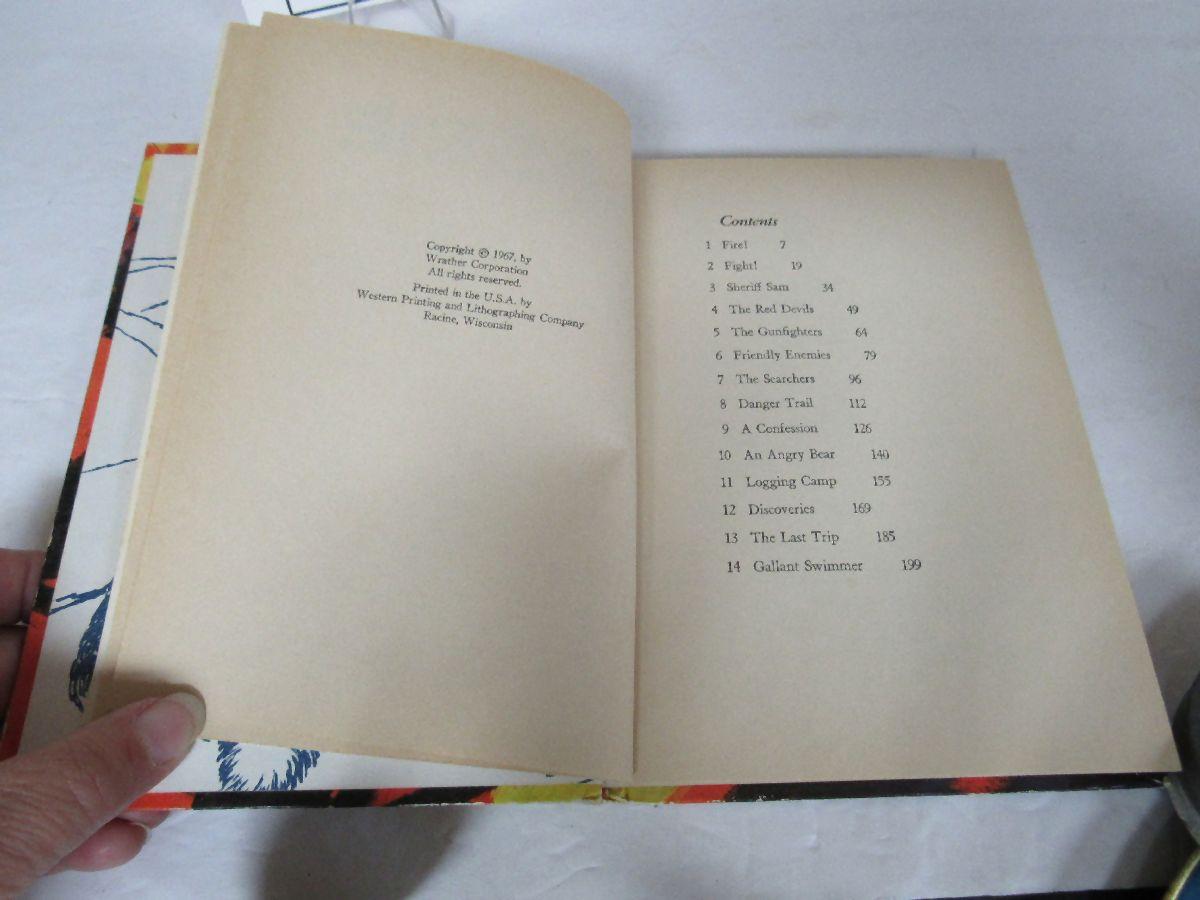 Copyright © 1967, by
Wrather Corporation
All rights reserved.
Printed in the U.S.A. by
Western Printing and Lithographing Company
Racine, Wisconsin
Contents
1 Fire! 7
2 Fight! 19
3 Sheriff Sam 34
4 The Red Devils 49
5 The Gunfighters 64
6 Friendly Enemies 79
7 The Searchers 96
8 Danger Trail 112
9 A Confession 126
10 An Angry Bear 140
11 Logging Camp 155
12 Discoveries 169
13 The Last Trip 185
14 Gallant Swimmer 199